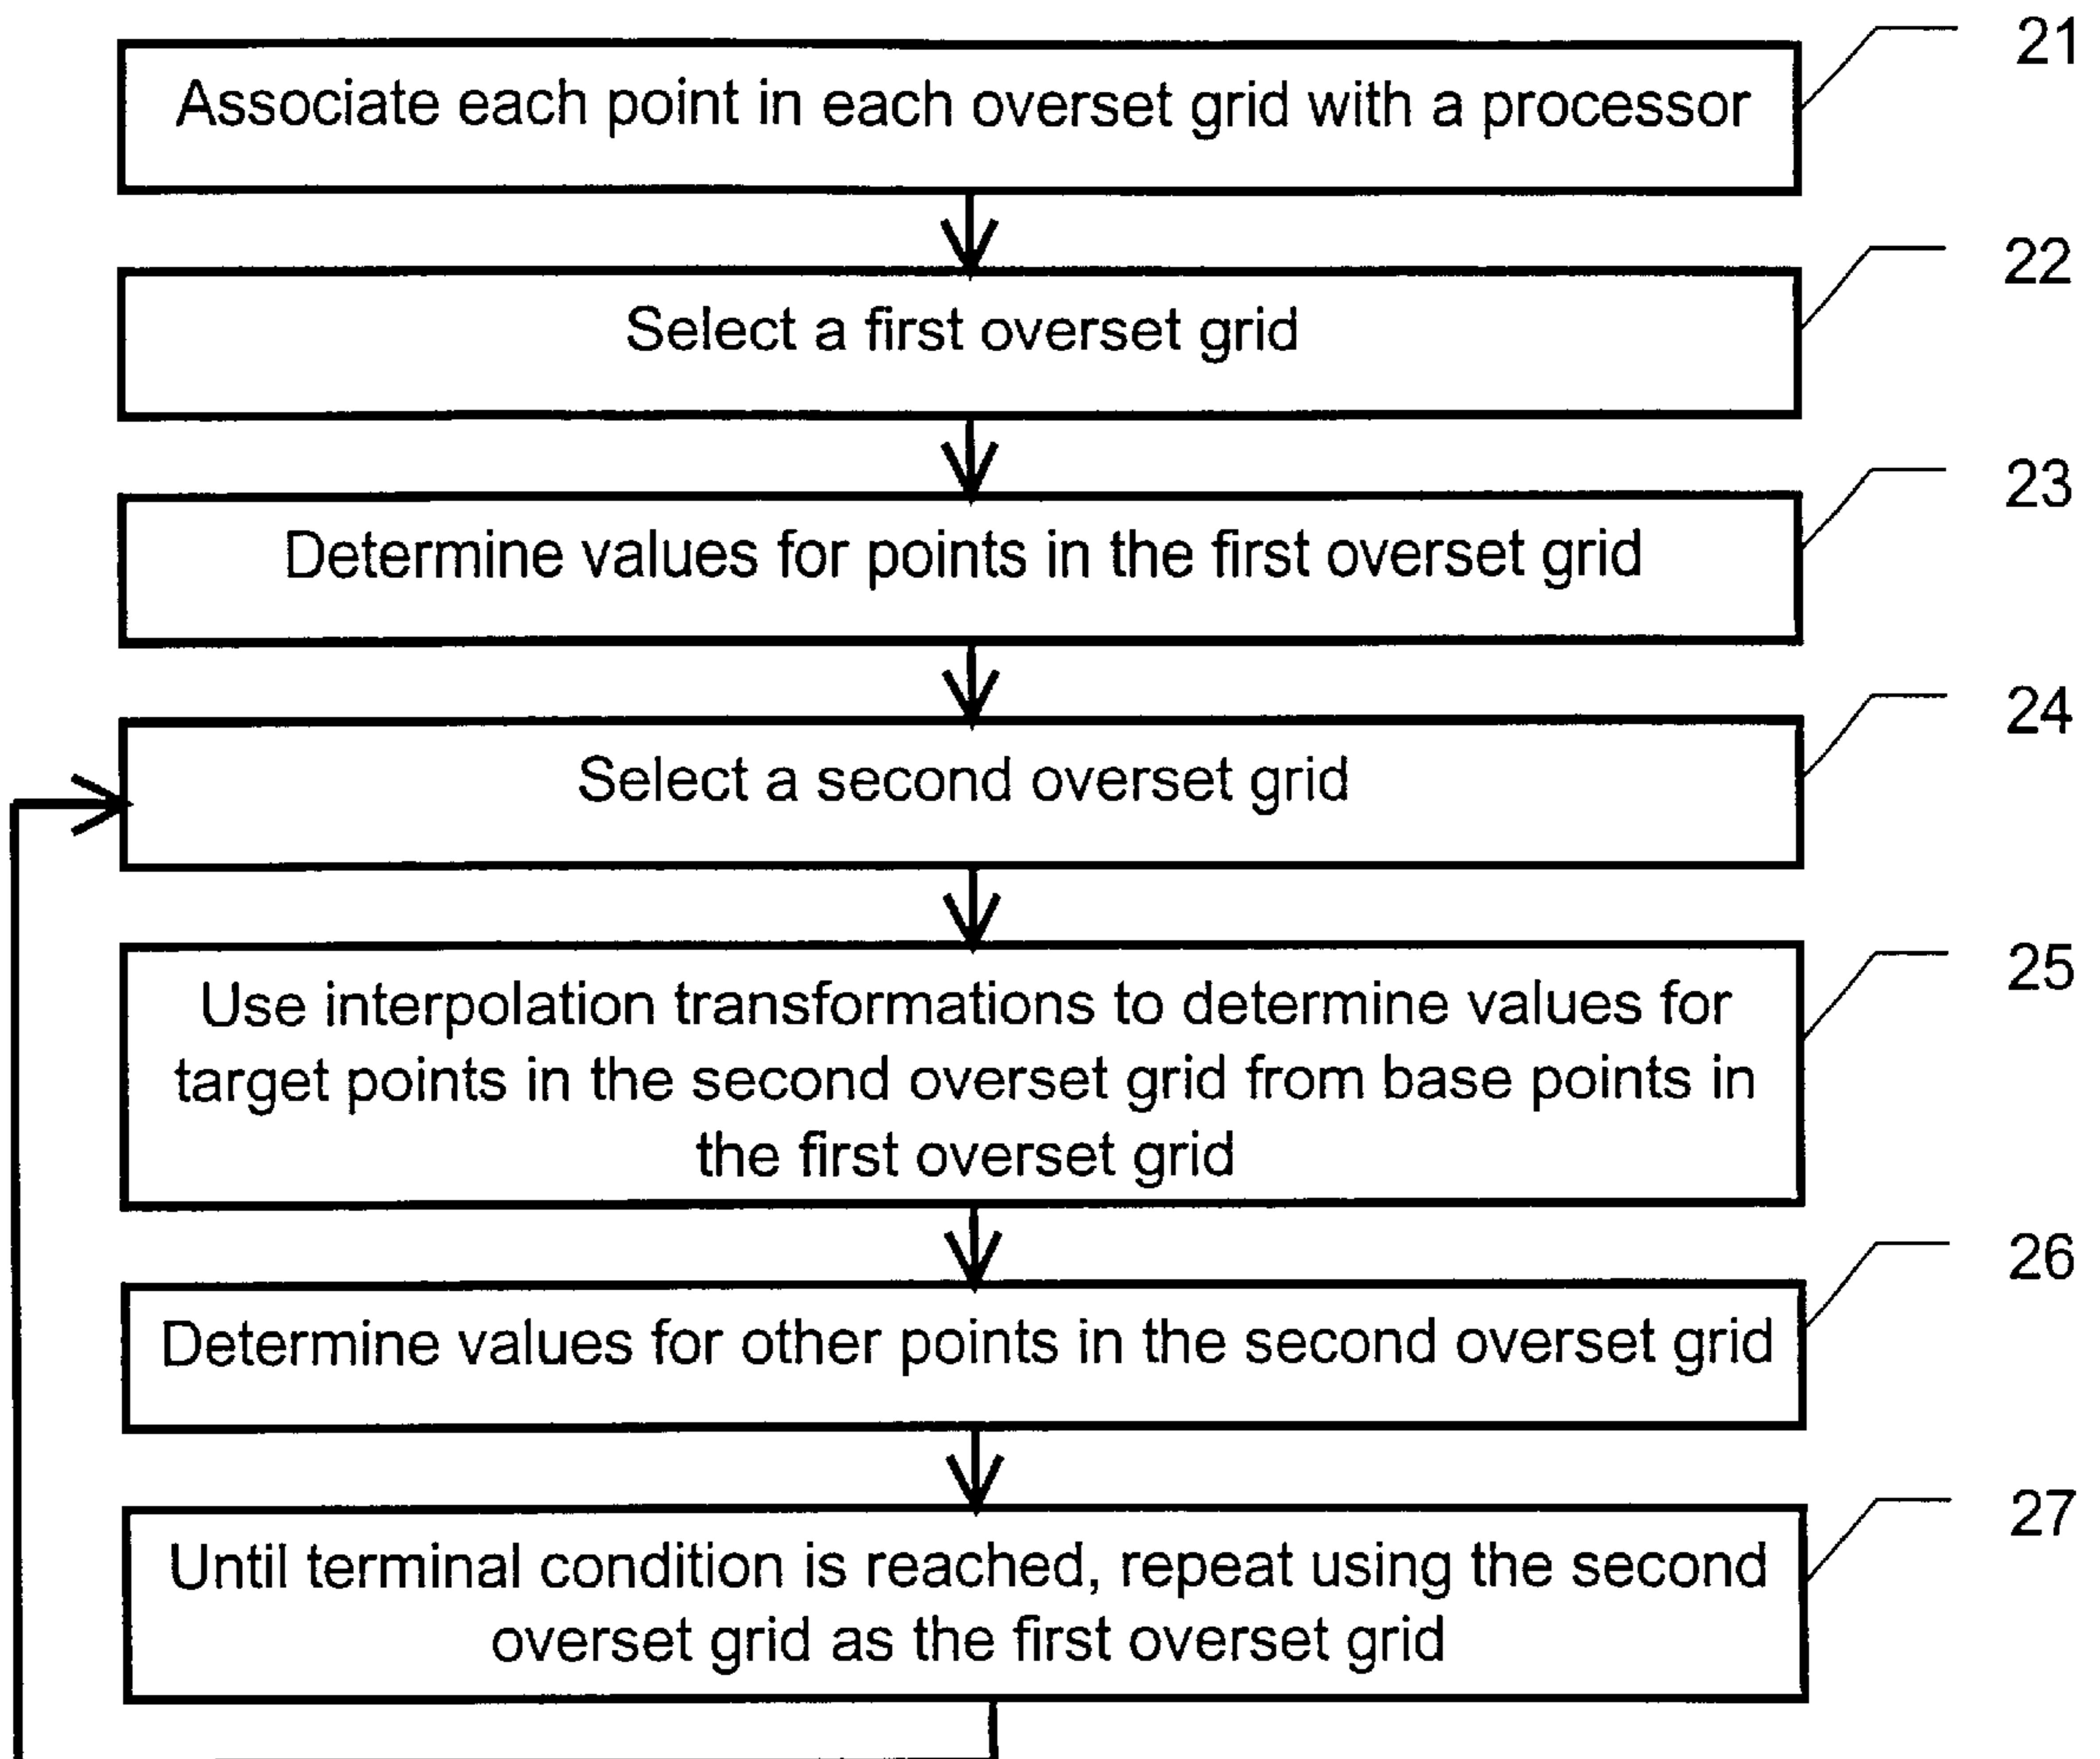 21
Associate each point in each overset grid with a processor
22
Select a first overset grid
23
Determine values for points in the first overset grid
24
Select a second overset grid
25
Use interpolation transformations to determine values for
target points in the second overset grid from base points in
the first overset grid
26
Determine values for other points in the second overset grid
27
Until terminal condition is reached, repeat using the second
overset grid as the first overset grid